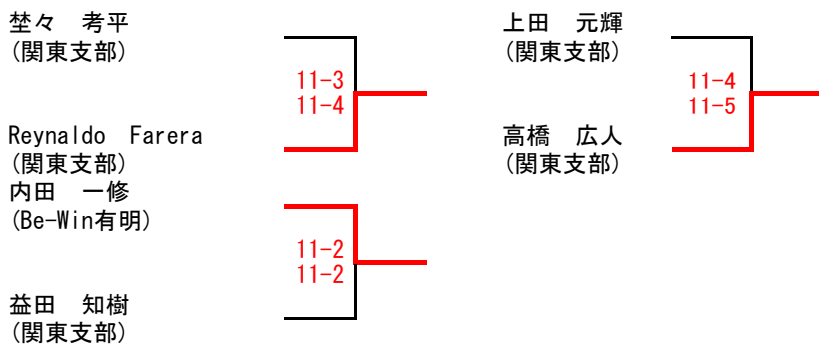 埜々　考平
(関東支部)
11-3
11-4
Reynaldo　Farera
(関東支部)
内田　一修
(Be-Win有明)
11-2
11-2
益田　知樹
(関東支部)
上田　元輝
(関東支部)
11-4
11-5
高橋　広人
(関東支部)